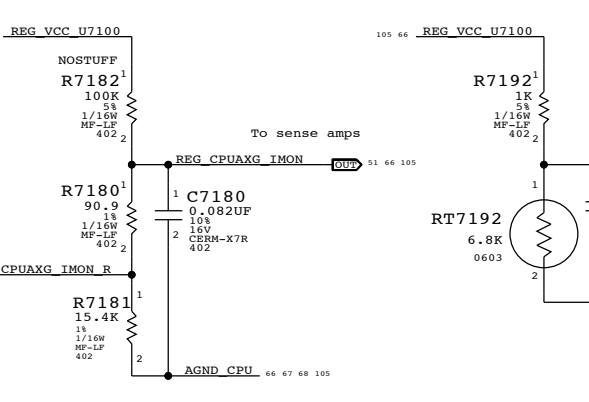 REG_VCC_U7100
NOSTUFF
R7182
1
100K
5%
1/16W
MF-LF
402
2
To sense amps
REG_CPUAXG_IMON
OUT
51 66 105
R7180
1
90.9
1%
1/16W
MF-LF
402
2
1
C7180
0.082UF
10%
16V
2
CERM-X7R
402
CPUAXG_IMON_R
R7181
1
15.4K
1%
1/16W
MF-LF
402
2
AGND_CPU
66 67 68 105
105 66
REG_VCC_U7100
R7192
1
1K
5%
1/16W
MF-LF
402
2
1
RT7192
6.8K
0603
2